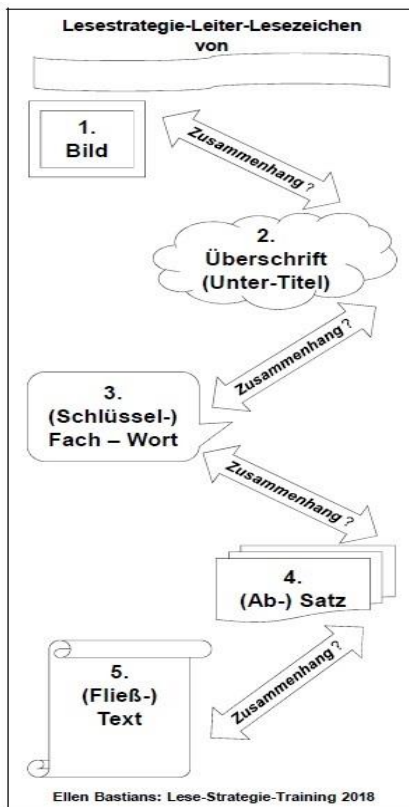 Lesestrategie-Leiter-Lesezeichen
von
1.
Bild
Zusammenhang ?
2.
Überschrift
(Unter-Titel)
Zusammenhang ?
3.
(Schlüssel-)
Fach – Wort
Zusammenhang ?
4.
(Ab-) Satz
Zusammenhang ?
5.
(Fließ-)
Text
Ellen Bastians: Lese-Strategie-Training 2018